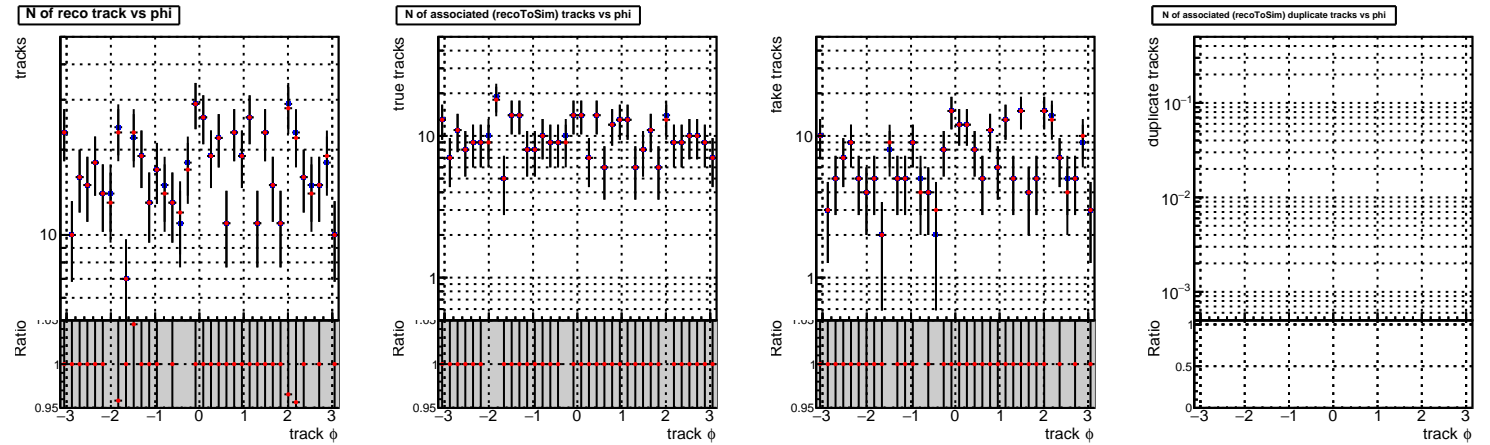 N of reco track vs phi
tracks
10
Ratio
1.05
1
0.95
−3 −2 −1 0 1 2 3
track ϕ
N of associated (recoToSim) tracks vs phi
true tracks
10
1
Ratio
1.05
1
0.95
−3 −2 −1 0 1 2 3
track ϕ
fake tracks
10
1
Ratio
1.05
1
0.95
−3 −2 −1 0 1 2 3
track ϕ
N of associated (recoToSim) duplicate tracks vs phi
duplicate tracks
10⁻¹
10⁻²
10⁻³
Ratio
1
0.5
0
−3 −2 −1 0 1 2 3
track ϕ